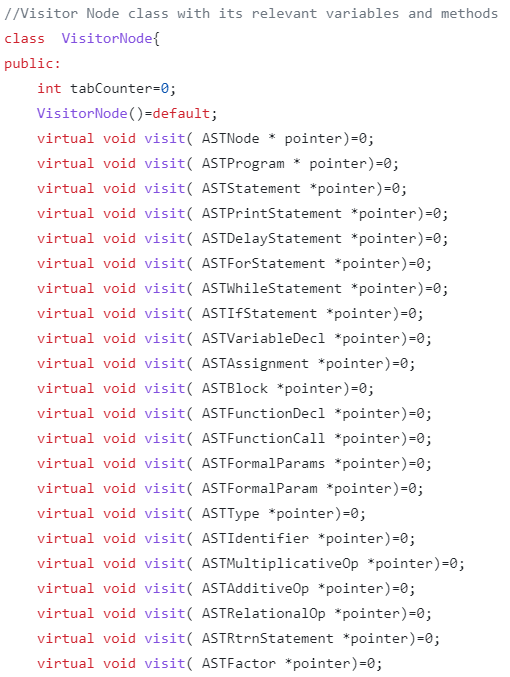 //Visitor Node class with its relevant variables and methods
class  VisitorNode{
public:
    int tabCounter=0;
    VisitorNode()=default;
    virtual void visit( ASTNode * pointer)=0;
    virtual void visit( ASTProgram * pointer)=0;
    virtual void visit( ASTStatement *pointer)=0;
    virtual void visit( ASTPrintStatement *pointer)=0;
    virtual void visit( ASTDelayStatement *pointer)=0;
    virtual void visit( ASTForStatement *pointer)=0;
    virtual void visit( ASTWhileStatement *pointer)=0;
    virtual void visit( ASTIfStatement *pointer)=0;
    virtual void visit( ASTVariableDecl *pointer)=0;
    virtual void visit( ASTAssignment *pointer)=0;
    virtual void visit( ASTBlock *pointer)=0;
    virtual void visit( ASTFunctionDecl *pointer)=0;
    virtual void visit( ASTFunctionCall *pointer)=0;
    virtual void visit( ASTFormalParams *pointer)=0;
    virtual void visit( ASTFormalParam *pointer)=0;
    virtual void visit( ASTType *pointer)=0;
    virtual void visit( ASTIdentifier *pointer)=0;
    virtual void visit( ASTMultiplicativeOp *pointer)=0;
    virtual void visit( ASTAdditiveOp *pointer)=0;
    virtual void visit( ASTRelationalOp *pointer)=0;
    virtual void visit( ASTRtrnStatement *pointer)=0;
    virtual void visit( ASTFactor *pointer)=0;